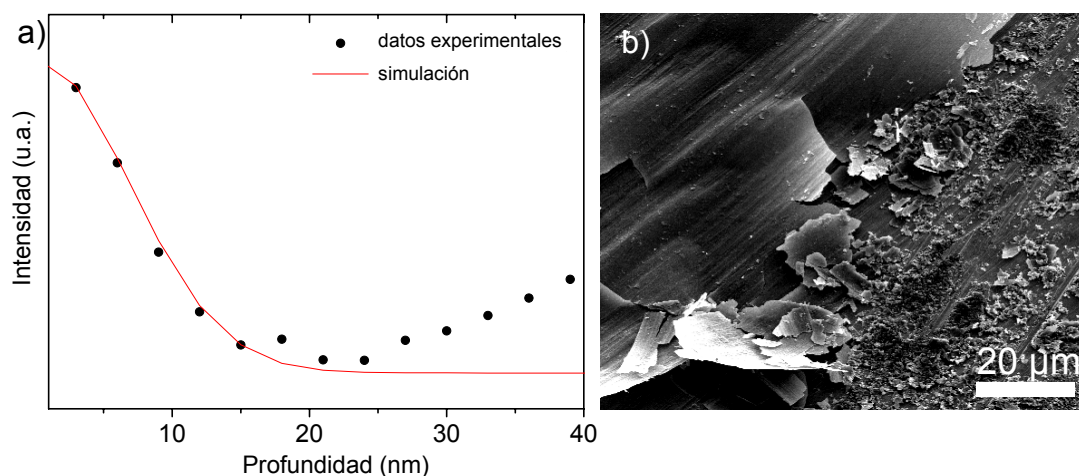 a)
datos experimentales
simulación
Intensidad (u.a.)
10
20
30
40
Profundidad (nm)
b)
20 µm